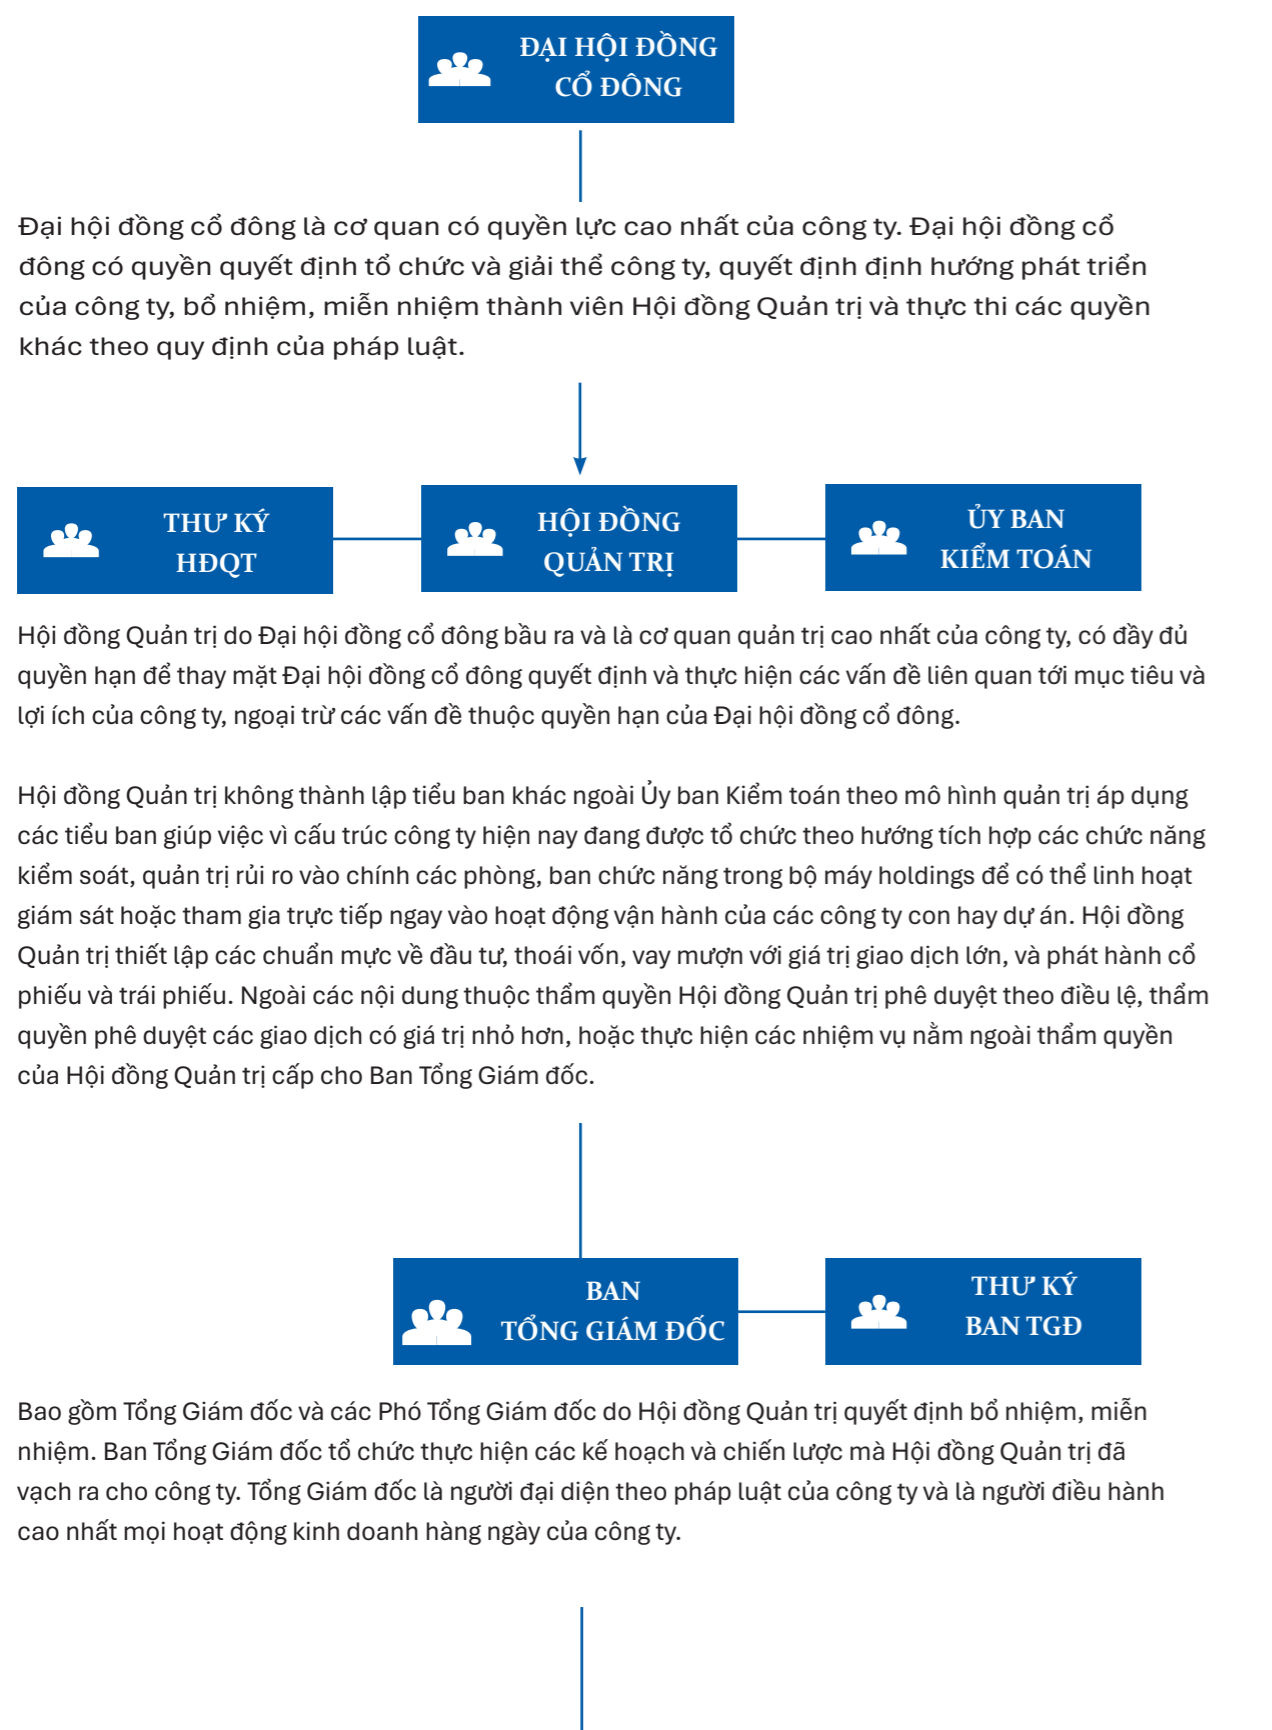 ĐẠI HỘI ĐỒNG
CỔ ĐÔNG
Đại hội đồng cổ đông là cơ quan có quyền lực cao nhất của công ty. Đại hội đồng cổ
đông có quyền quyết định tổ chức và giải thể công ty, quyết định định hướng phát triển
của công ty, bổ nhiệm, miễn nhiệm thành viên Hội đồng Quản trị và thực thi các quyền
khác theo quy định của pháp luật.
THƯ KÝ
HĐQT
HỘI ĐỒNG
QUẢN TRỊ
ỦY BAN
KIỂM TOÁN
Hội đồng Quản trị do Đại hội đồng cổ đông bầu ra và là cơ quan quản trị cao nhất của công ty, có đầy đủ
quyền hạn để thay mặt Đại hội đồng cổ đông quyết định và thực hiện các vấn đề liên quan tới mục tiêu và
lợi ích của công ty, ngoại trừ các vấn đề thuộc quyền hạn của Đại hội đồng cổ đông.
Hội đồng Quản trị không thành lập tiểu ban khác ngoài Ủy ban Kiểm toán theo mô hình quản trị áp dụng
các tiểu ban giúp việc vì cấu trúc công ty hiện nay đang được tổ chức theo hướng tích hợp các chức năng
kiểm soát, quản trị rủi ro vào chính các phòng, ban chức năng trong bộ máy holdings để có thể linh hoạt
giám sát hoặc tham gia trực tiếp ngay vào hoạt động vận hành của các công ty con hay dự án. Hội đồng
Quản trị thiết lập các chuẩn mực về đầu tư, thoái vốn, vay mượn với giá trị giao dịch lớn, và phát hành cổ
phiếu và trái phiếu. Ngoài các nội dung thuộc thẩm quyền Hội đồng Quản trị phê duyệt theo điều lệ, thẩm
quyền phê duyệt các giao dịch có giá trị nhỏ hơn, hoặc thực hiện các nhiệm vụ nằm ngoài thẩm quyền
của Hội đồng Quản trị cấp cho Ban Tổng Giám đốc.
BAN
TỔNG GIÁM ĐỐC
THƯ KÝ
BAN TGĐ
Bao gồm Tổng Giám đốc và các Phó Tổng Giám đốc do Hội đồng Quản trị quyết định bổ nhiệm, miễn
nhiệm. Ban Tổng Giám đốc tổ chức thực hiện các kế hoạch và chiến lược mà Hội đồng Quản trị đã
vạch ra cho công ty. Tổng Giám đốc là người đại diện theo pháp luật của công ty và là người điều hành
cao nhất mọi hoạt động kinh doanh hàng ngày của công ty.